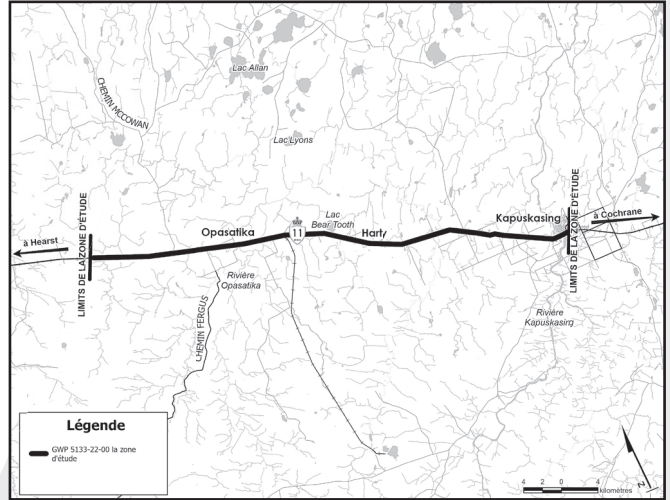 Lac Allan
CHEMIN MCCOWAN
Lac Lyons
LIMITS DE LA ZONE D'ÉTUDE
LIMITS DE LA ZONE D'ÉTUDE
Kapuskasing
à Cochrane
Lac
Bear Tooth
Opasatika
11
Harty
à Hearst
Rivière
Opasatika
CHEMIN FERGUS
Rivière
Kapuskasirg
Légende
GWP 5133-22-00 la zone
d'étude
4 2 0 4
kilomètres
N